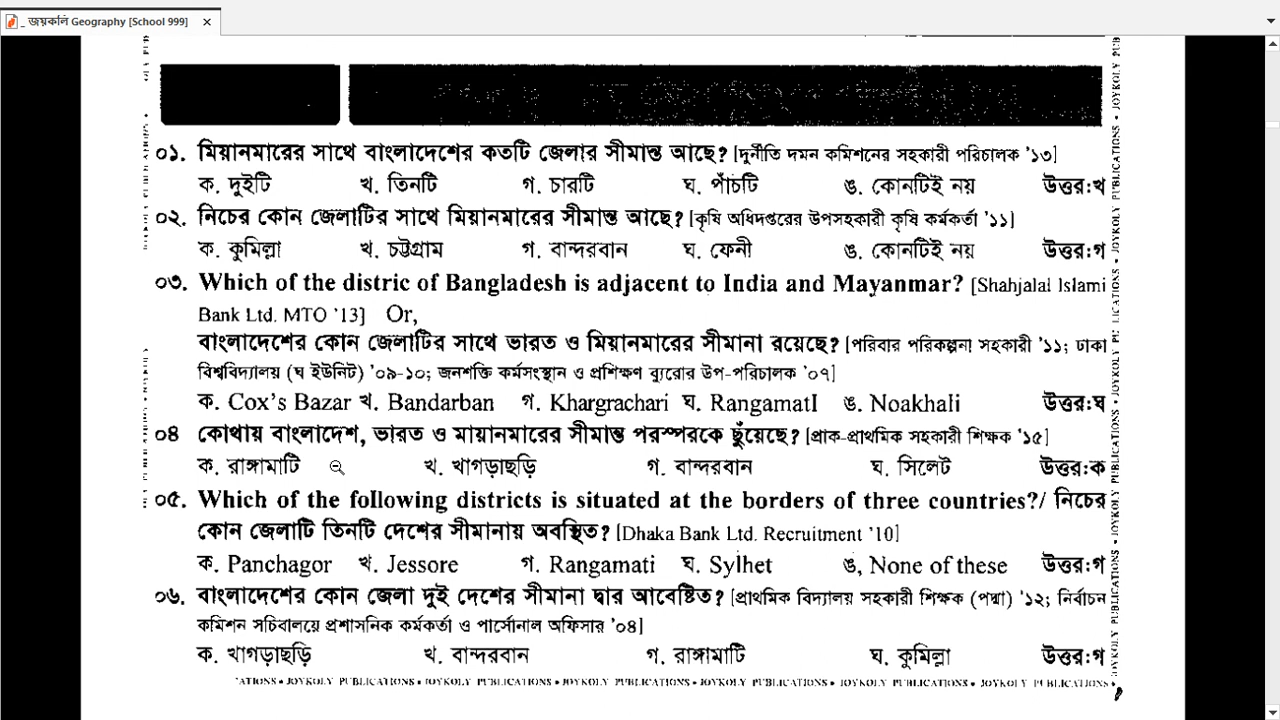 _ জয়কলি Geography [School 999]
০১. মিয়ানমারের সাথে বাংলাদেশের কতটি জেলার সীমান্ত আছে? [দুর্নীতি দমন কমিশনের সহকারী পরিচালক '১৩]
ক. দুইটি খ. তিনটি গ. চারটি ঘ. পাঁচটি ঙ. কোনটিই নয় উত্তর:খ
০২. নিচের কোন জেলাটির সাথে মিয়ানমারের সীমান্ত আছে? [কৃষি অধিদপ্তরের উপসহকারী কৃষি কর্মকর্তা '১১]
ক. কুমিল্লা খ. চট্টগ্রাম গ. বান্দরবান ঘ. ফেনী ঙ. কোনটিই নয় উত্তর:গ
০৩. Which of the distric of Bangladesh is adjacent to India and Mayanmar? [Shahjalal Islami
Bank Ltd. MTO '13] Or,
বাংলাদেশের কোন জেলাটির সাথে ভারত ও মিয়ানমারের সীমানা রয়েছে? [পরিবার পরিকল্পনা সহকারী '১১; ঢাকা
বিশ্ববিদ্যালয় (ঘ ইউনিট) '০৯-১০; জনশক্তি কর্মসংস্থান ও প্রশিক্ষণ ব্যুরোর উপ-পরিচালক '০৭]
ক. Cox's Bazar খ. Bandarban গ. Khargrachari ঘ. RangamatI ঙ. Noakhali উত্তর:ঘ
০৪ কোথায় বাংলাদেশ, ভারত ও মায়ানমারের সীমান্ত পরস্পরকে ছুঁয়েছে? [প্রাক-প্রাথমিক সহকারী শিক্ষক '১৫]
ক. রাঙ্গামাটি খ. খাগড়াছড়ি গ. বান্দরবান ঘ. সিলেট উত্তর:ক
০৫. Which of the following districts is situated at the borders of three countries?/ নিচের
কোন জেলাটি তিনটি দেশের সীমানায় অবস্থিত? [Dhaka Bank Ltd. Recruitment '10]
ক. Panchagor খ. Jessore গ. Rangamati ঘ. Sylhet ঙ, None of these উত্তর:গ
০৬. বাংলাদেশের কোন জেলা দুই দেশের সীমানা দ্বার আবেষ্টিত? [প্রাথমিক বিদ্যালয় সহকারী শিক্ষক (পদ্মা) '১২; নির্বাচন
কমিশন সচিবালয়ে প্রশাসনিক কর্মকর্তা ও পার্সোনাল অফিসার '০৪]
ক. খাগড়াছড়ি খ. বান্দরবান গ. রাঙ্গামাটি ঘ. কুমিল্লা উত্তর:গ
ATIONS • JOYKOLY PUBLICATIONS • JOYKOLY PUBLICATIONS • JOYKOLY PUBLICATIONS • JOYKOLY PUBLICATIONS • JOYKOLY PUBLICATIONS